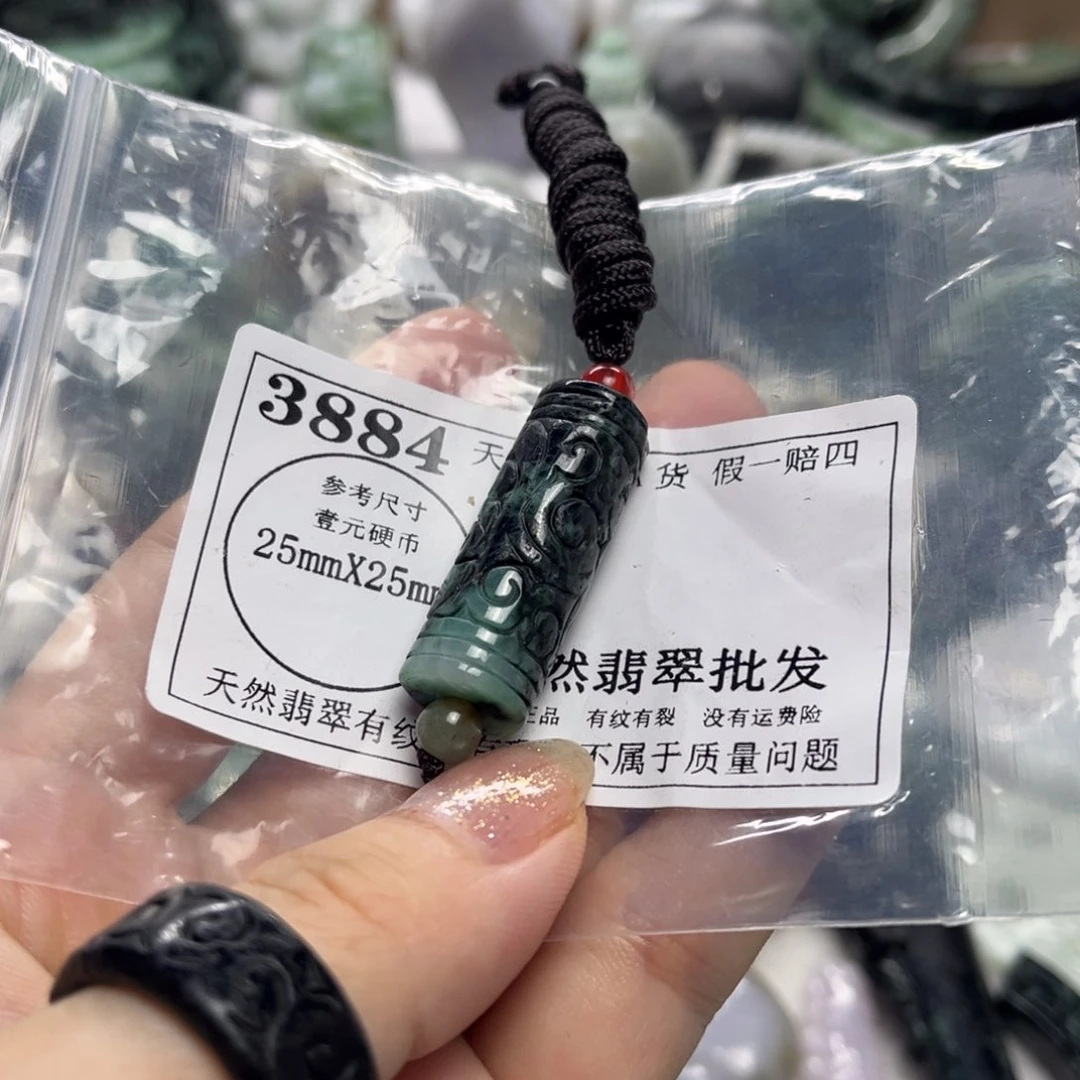 3884 天 货 假一赔四
参考尺寸
壹元硬币
25mmX25mm
然翡翠批发
品 有纹有裂 没有运费险
天然翡翠有纹 不属于质量问题